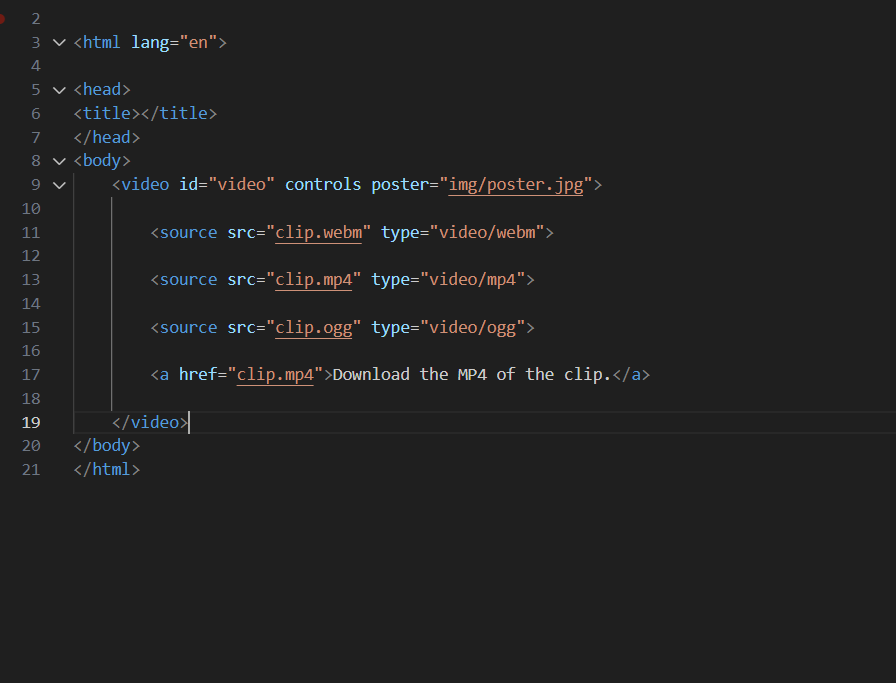 2
3 <html lang="en">
4
5 <head>
6 <title></title>
7 </head>
8 <body>
9 <video id="video" controls poster="img/poster.jpg">
10
11 <source src="clip.webm" type="video/webm">
12
13 <source src="clip.mp4" type="video/mp4">
14
15 <source src="clip.ogg" type="video/ogg">
16
17 <a href="clip.mp4">Download the MP4 of the clip.</a>
18
19 </video>
20 </body>
21 </html>